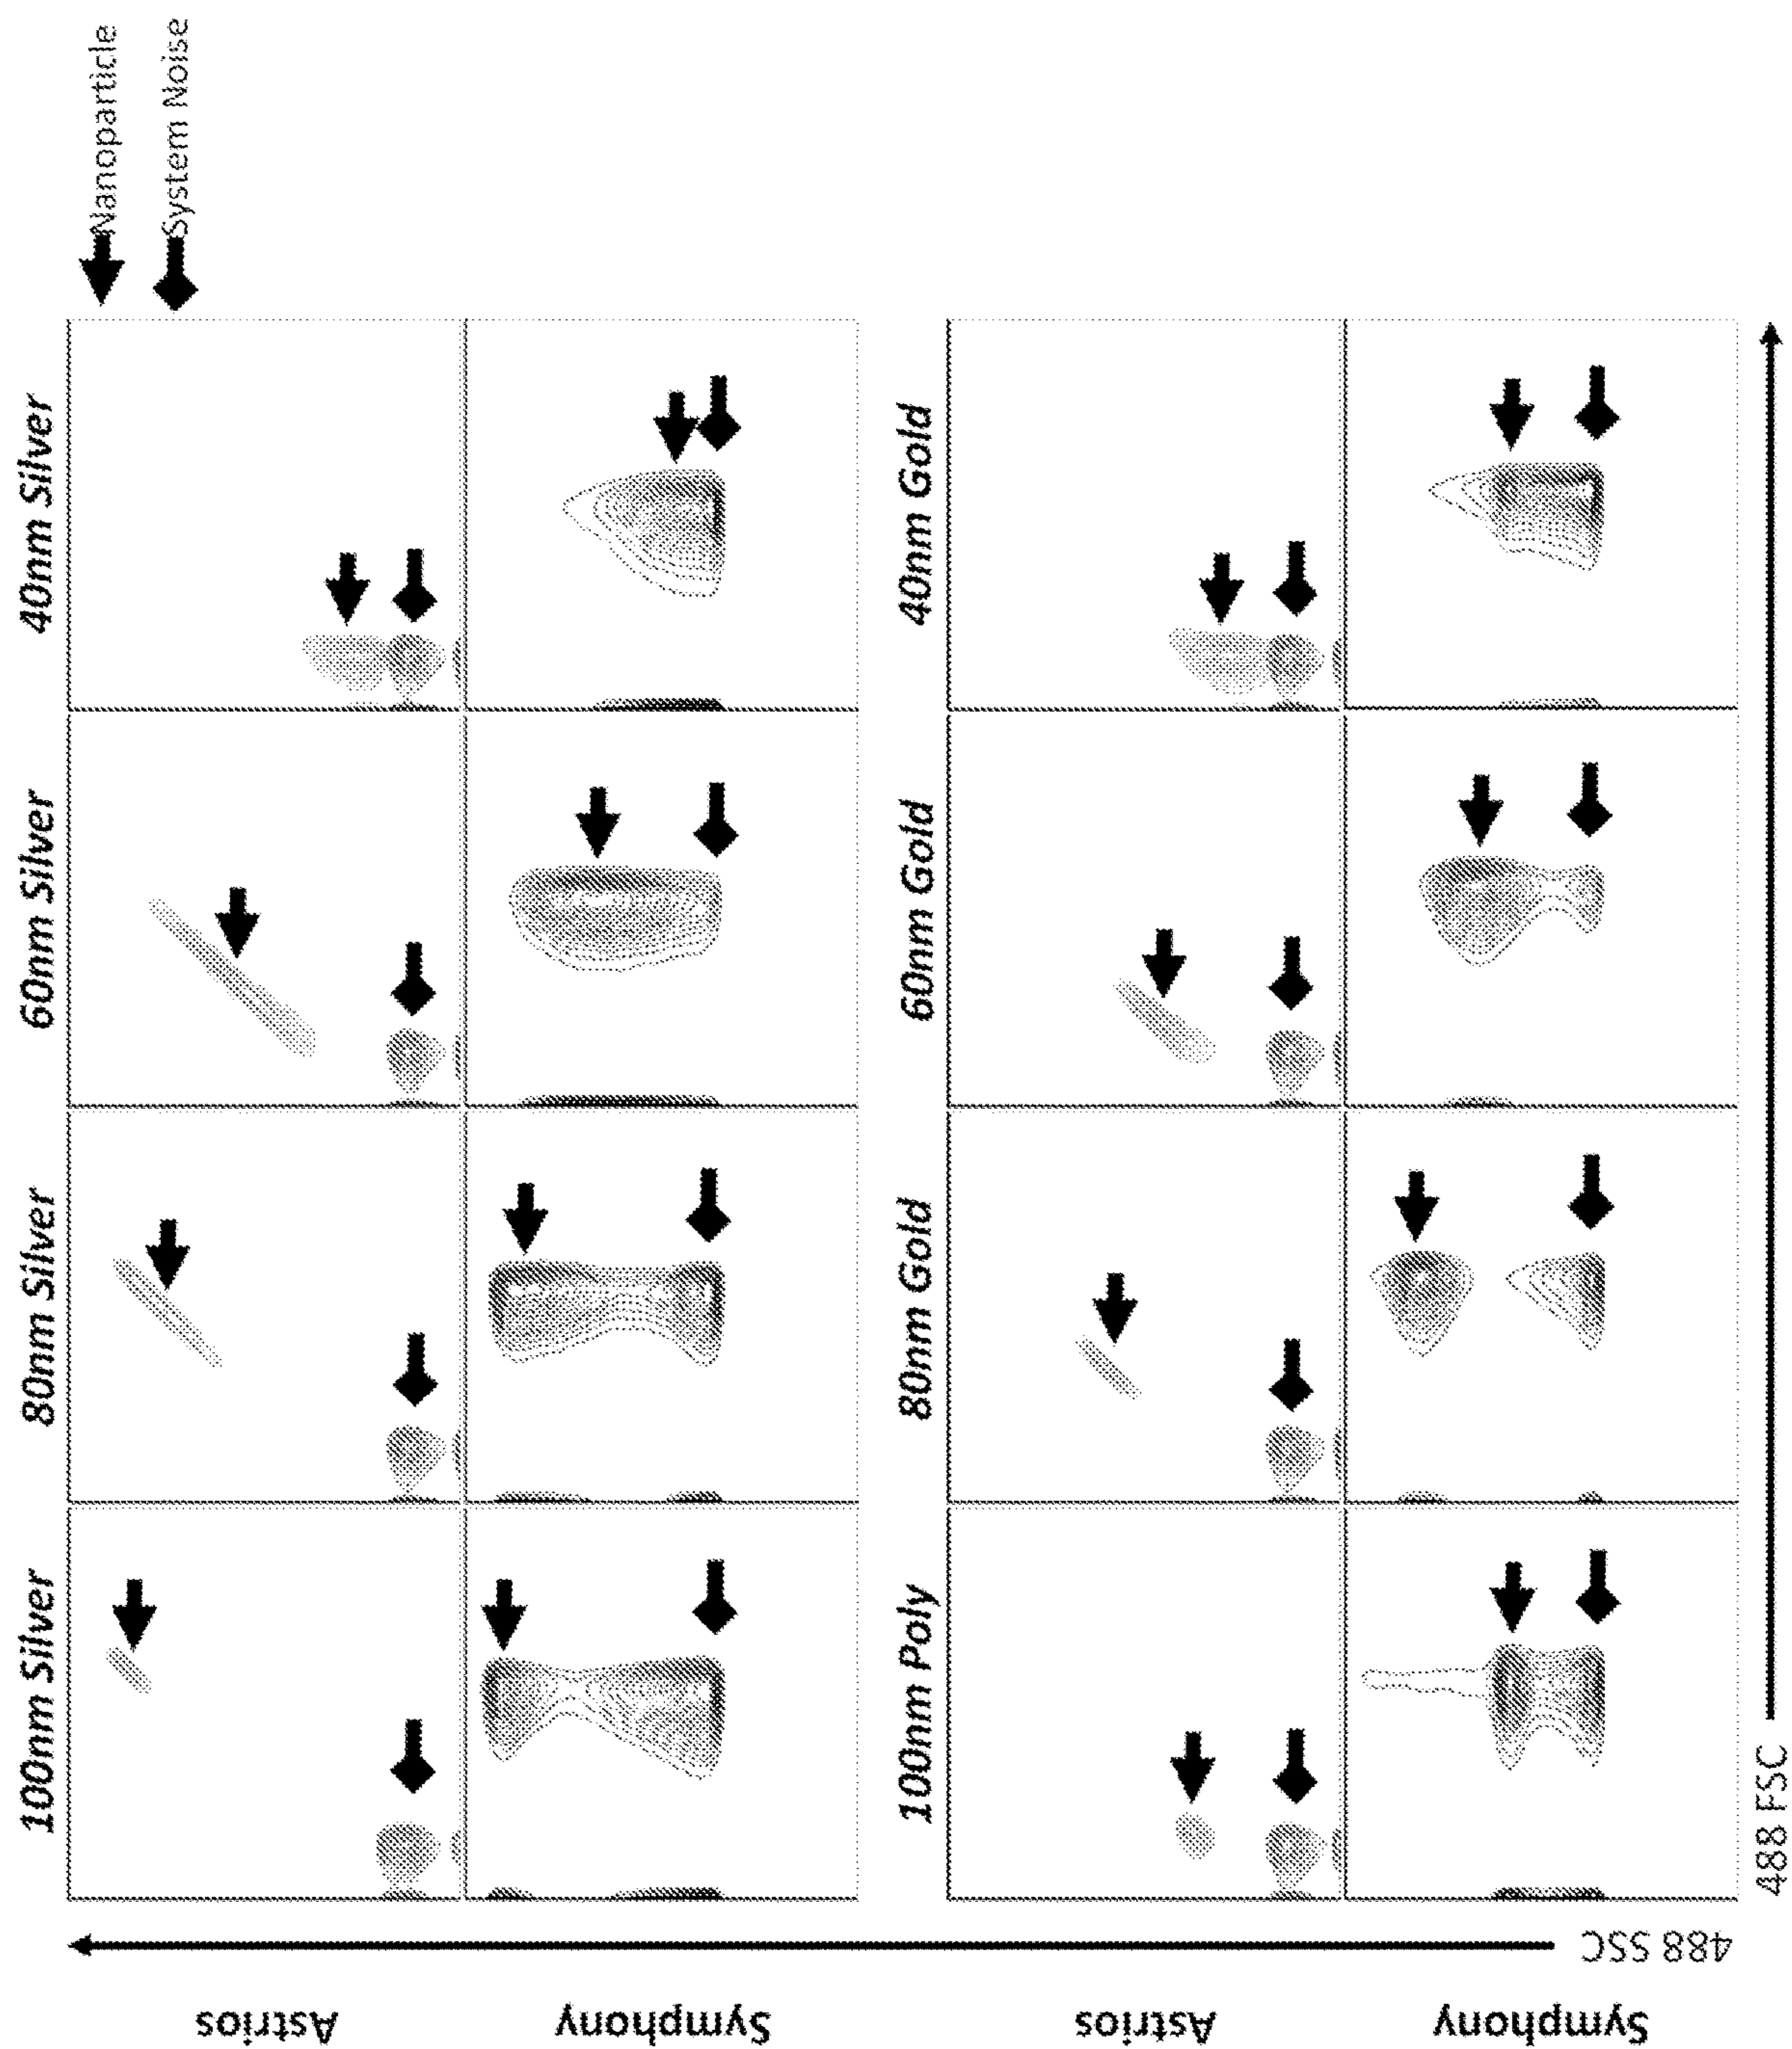 Nanoparticle
System Noise
100nm Silver
80nm Silver
60nm Silver
40nm Silver
Astrios
Symphony
100nm Poly
80nm Gold
60nm Gold
40nm Gold
Astrios
Symphony
488 SSC
488 FSC